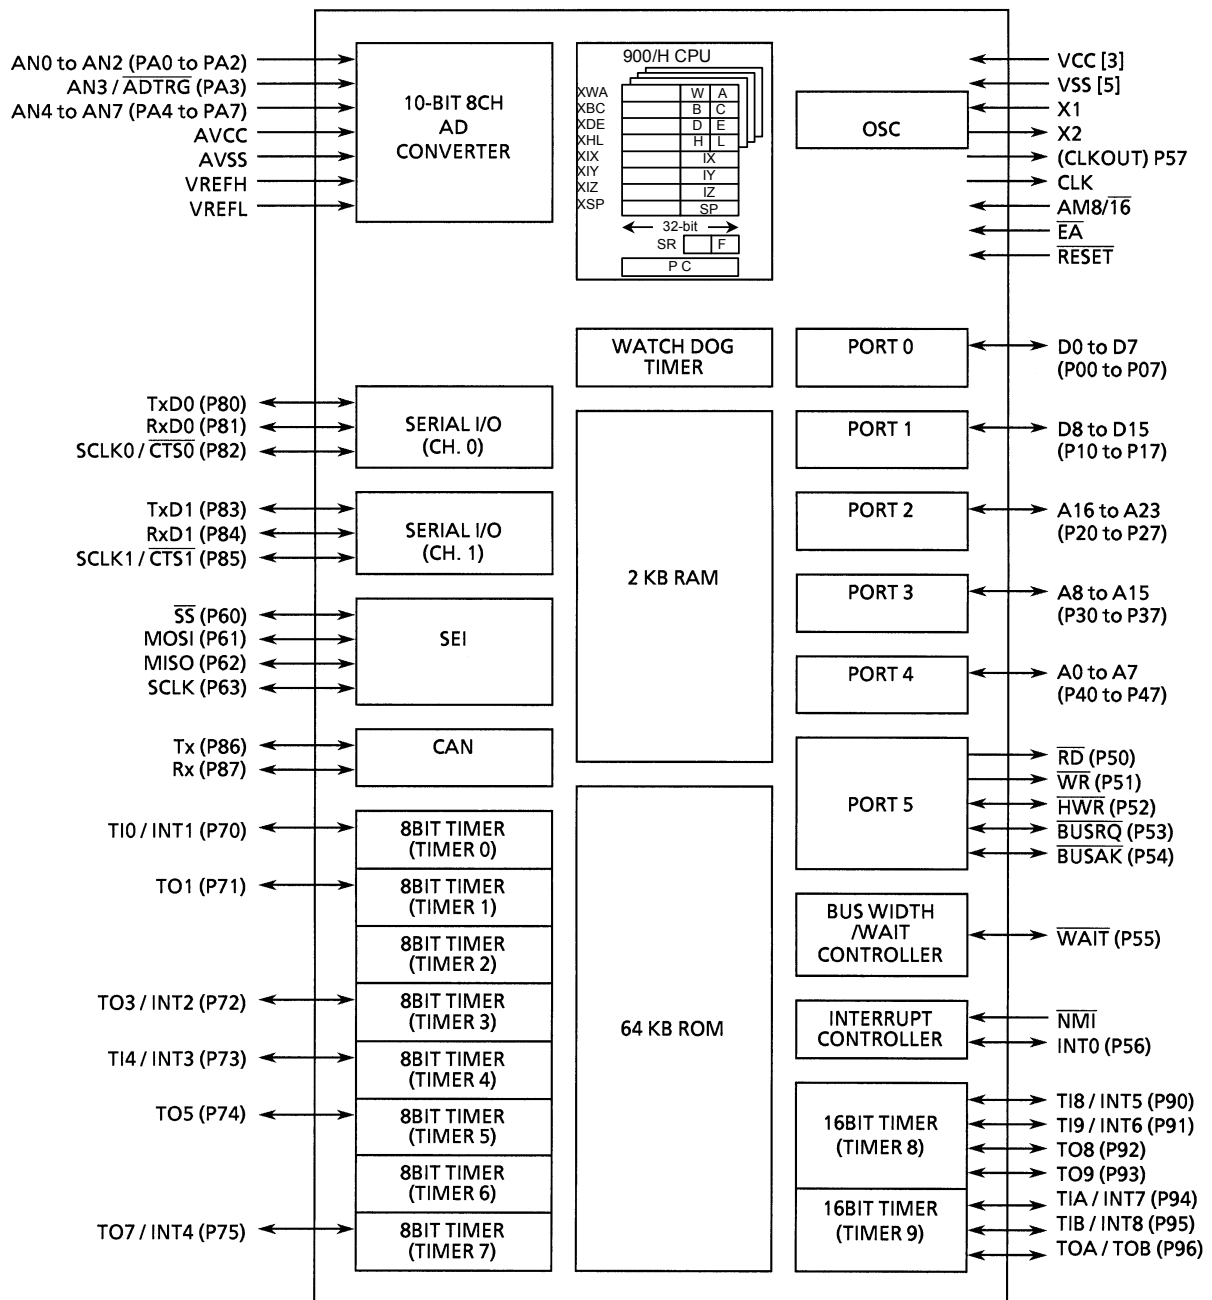 AN0 to AN2 (PA0 to PA2)
AN3 / ADTRG (PA3)
AN4 to AN7 (PA4 to PA7)
AVCC
AVSS
VREFH
VREFL
10-BIT 8CH
AD
CONVERTER
900/H CPU
XWA W A
XBC B C
XDE D E
XHL H L
XIX IX
XIY IY
XIZ IZ
XSP SP
32-bit
SR F
P C
OSC
VCC [3]
VSS [5]
X1
X2
(CLKOUT) P57
CLK
AM8/16
EA
RESET
WATCH DOG
TIMER
PORT 0
D0 to D7
(P00 to P07)
TxD0 (P80)
RxD0 (P81)
SCLK0 / CTS0 (P82)
SERIAL I/O
(CH. 0)
PORT 1
D8 to D15
(P10 to P17)
TxD1 (P83)
RxD1 (P84)
SCLK1 / CTS1 (P85)
SERIAL I/O
(CH. 1)
2 KB RAM
PORT 2
A16 to A23
(P20 to P27)
PORT 3
A8 to A15
(P30 to P37)
SS (P60)
MOSI (P61)
MISO (P62)
SCLK (P63)
SEI
PORT 4
A0 to A7
(P40 to P47)
Tx (P86)
Rx (P87)
CAN
PORT 5
RD (P50)
WR (P51)
HWR (P52)
BUSRQ (P53)
BUSAK (P54)
TI0 / INT1 (P70)
8BIT TIMER
(TIMER 0)
TO1 (P71)
8BIT TIMER
(TIMER 1)
8BIT TIMER
(TIMER 2)
TO3 / INT2 (P72)
8BIT TIMER
(TIMER 3)
TI4 / INT3 (P73)
8BIT TIMER
(TIMER 4)
TO5 (P74)
8BIT TIMER
(TIMER 5)
8BIT TIMER
(TIMER 6)
TO7 / INT4 (P75)
8BIT TIMER
(TIMER 7)
64 KB ROM
BUS WIDTH
/WAIT
CONTROLLER
WAIT (P55)
INTERRUPT
CONTROLLER
NMI
INT0 (P56)
16BIT TIMER
(TIMER 8)
TI8 / INT5 (P90)
TI9 / INT6 (P91)
TO8 (P92)
TO9 (P93)
16BIT TIMER
(TIMER 9)
TIA / INT7 (P94)
TIB / INT8 (P95)
TOA / TOB (P96)